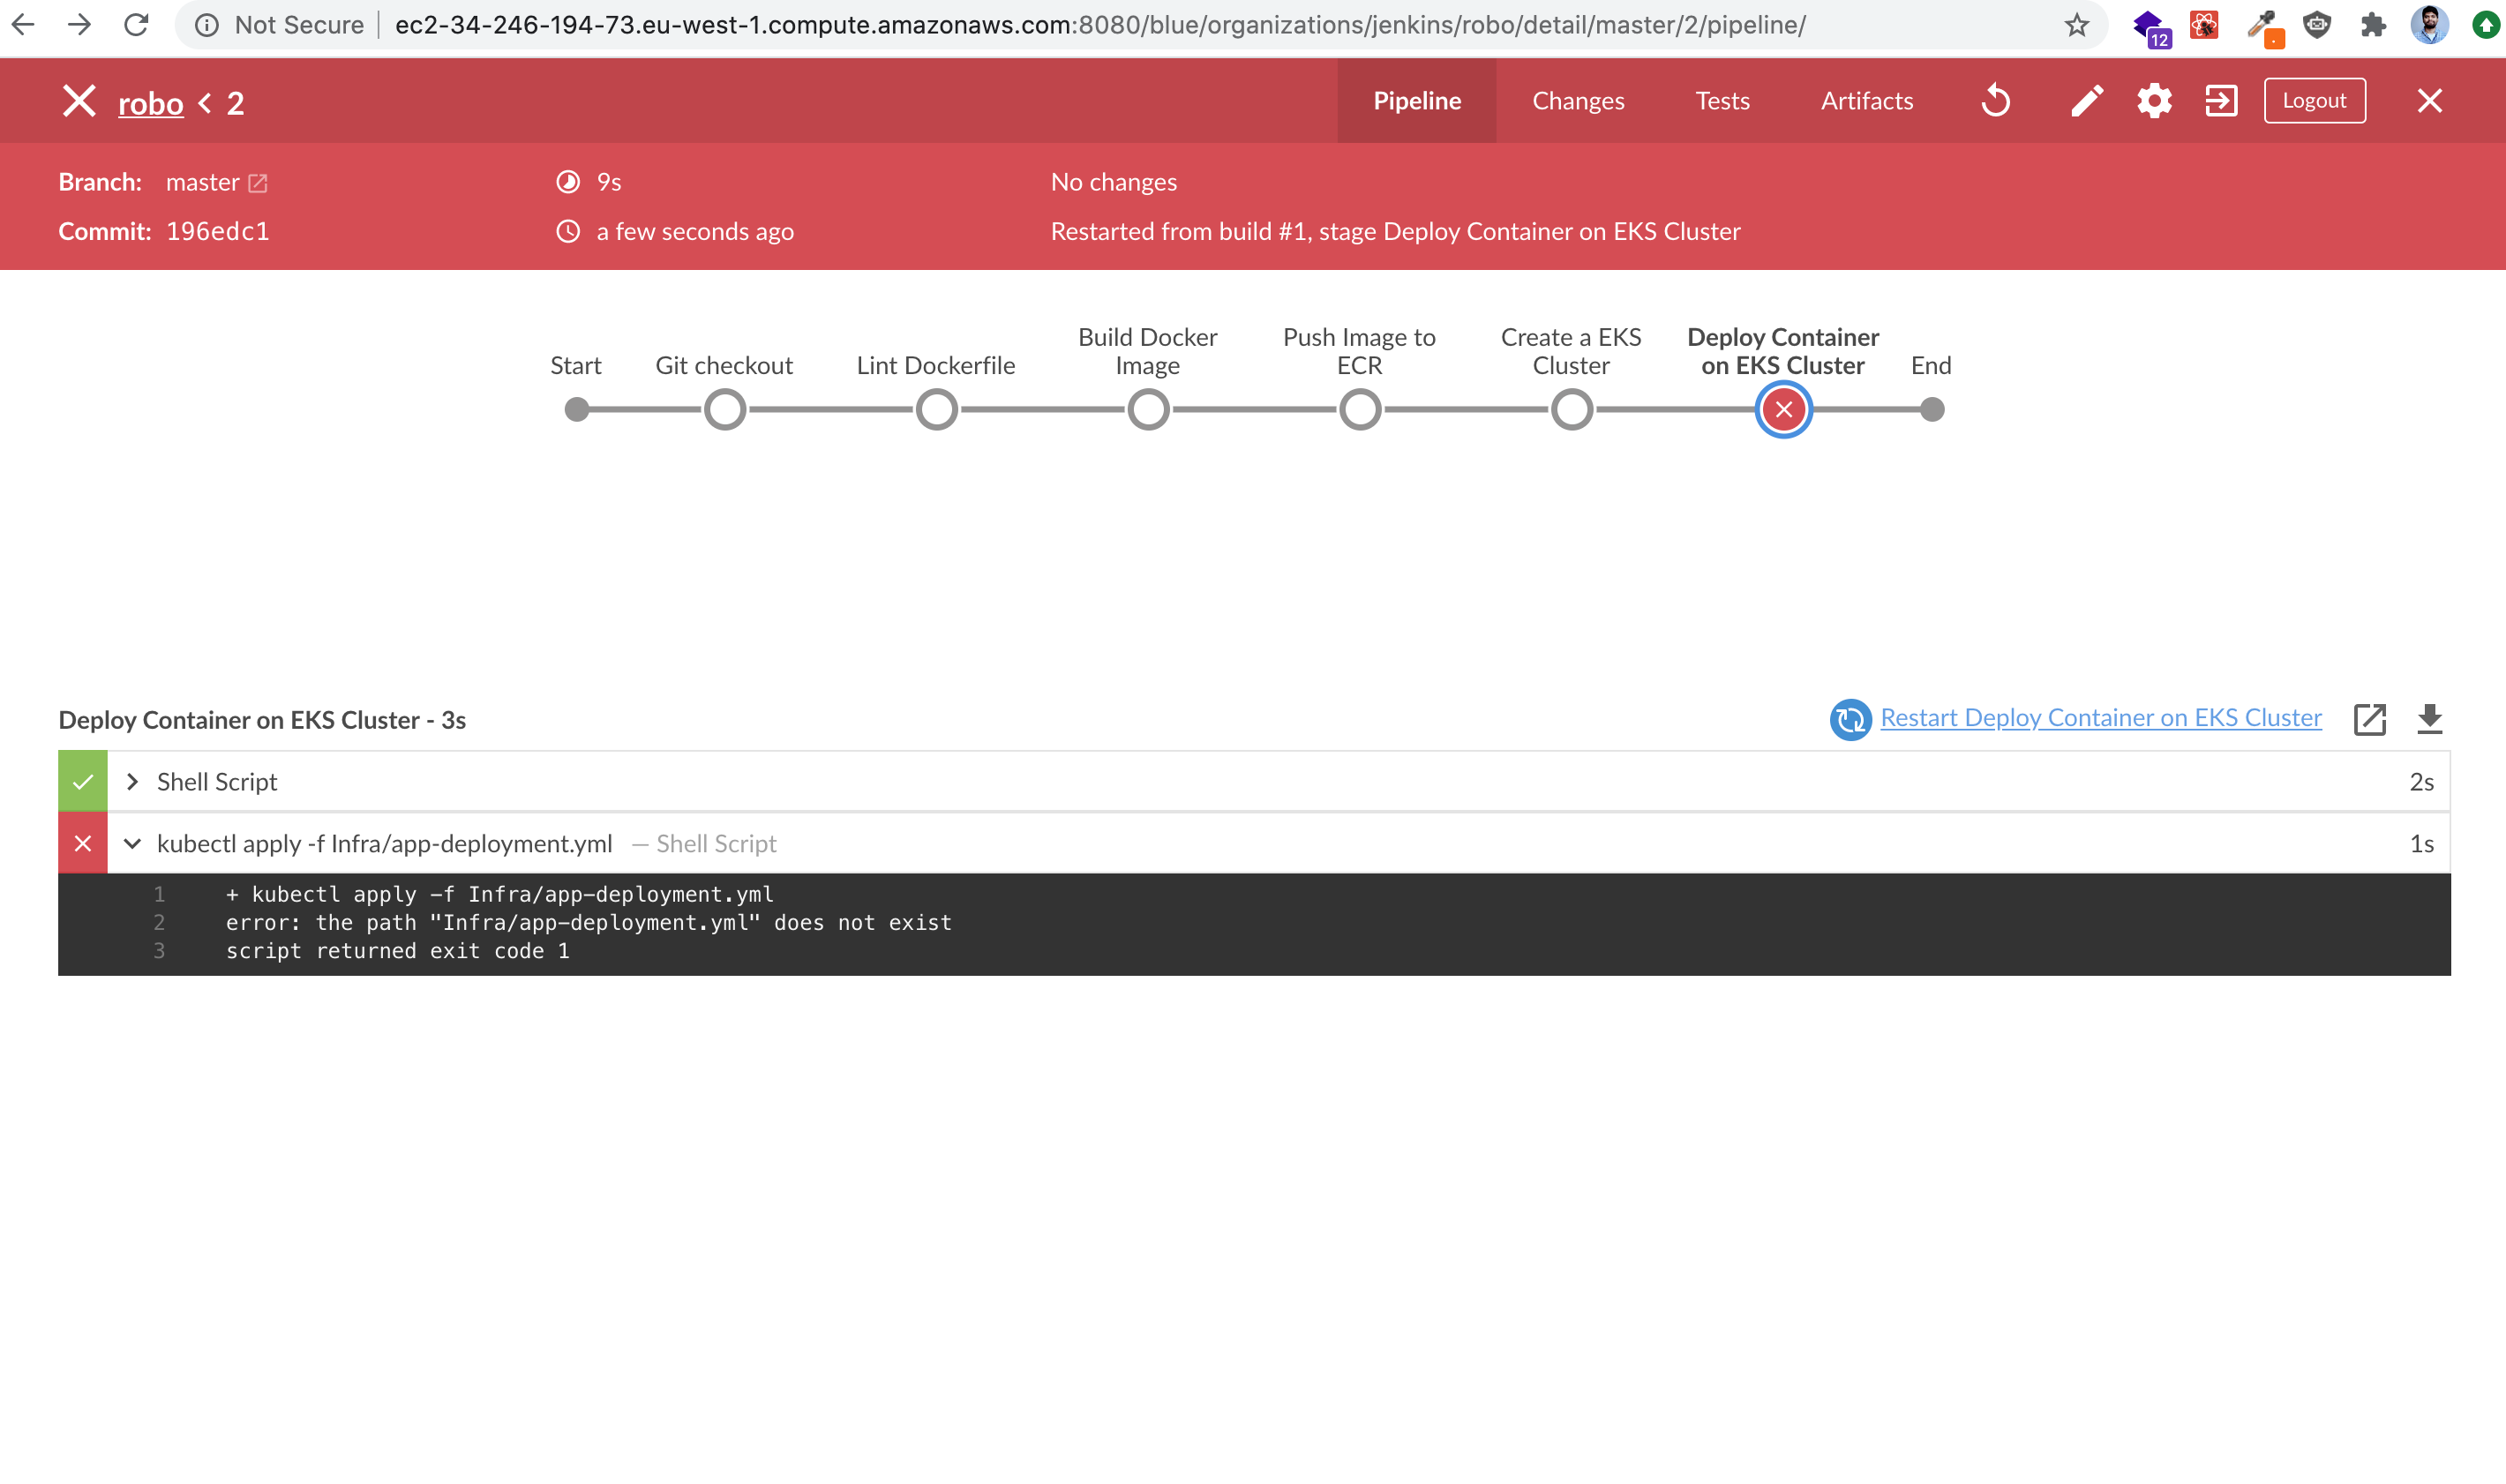 Not Secure ec2-34-246-194-73.eu-west-1.compute.amazonaws.com:8080/blue/organizations/jenkins/robo/detail/master/2/pipeline/
12
robo < 2
Pipeline Changes Tests Artifacts Logout
Branch: master 9s No changes
Commit: 196edc1 a few seconds ago Restarted from build #1, stage Deploy Container on EKS Cluster
Start
Git checkout
Lint Dockerfile
Build Docker
Image
Push Image to
ECR
Create a EKS
Cluster
Deploy Container
on EKS Cluster
End
Deploy Container on EKS Cluster - 3s Restart Deploy Container on EKS Cluster
Shell Script 2s
kubectl apply -f Infra/app-deployment.yml — Shell Script 1s
1 + kubectl apply -f Infra/app-deployment.yml
2 error: the path "Infra/app-deployment.yml" does not exist
3 script returned exit code 1